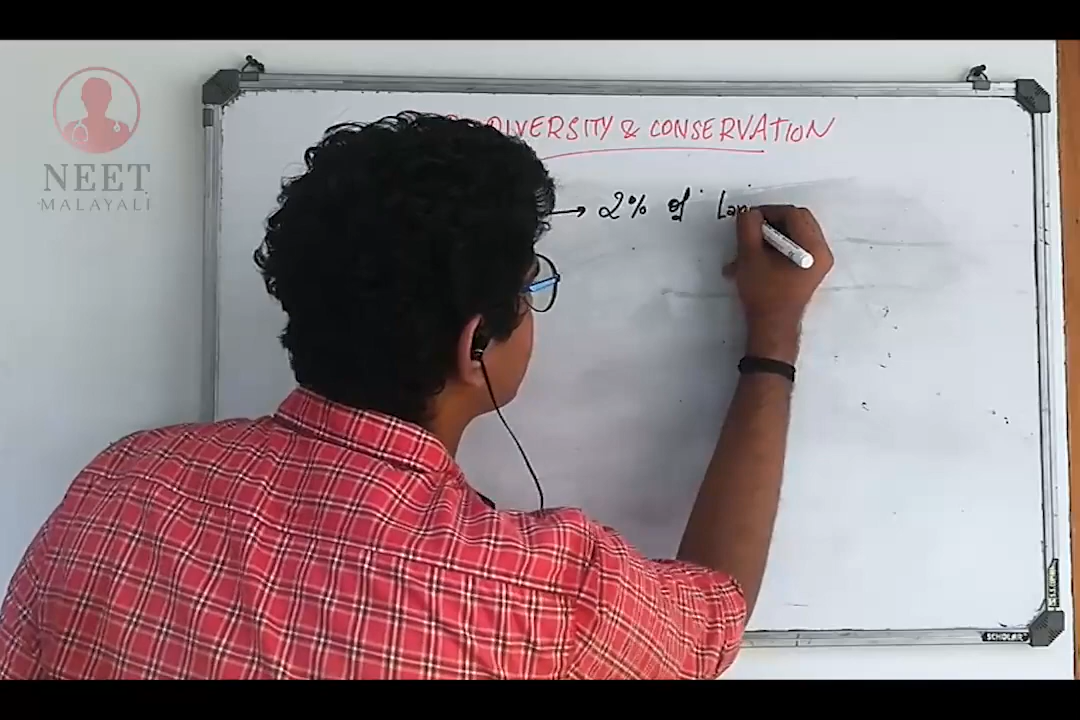 NEET
MALAYALI
DIVERSITY & CONSERVATION
→ 2% of
SCHOLAR